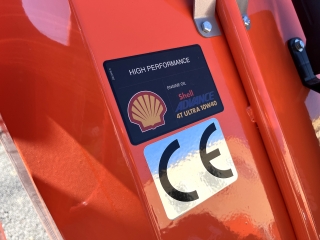 HIGH PERFORMANCE
ENGINE OIL
Shell
ADVANCE
4T ULTRA 10W40
CE